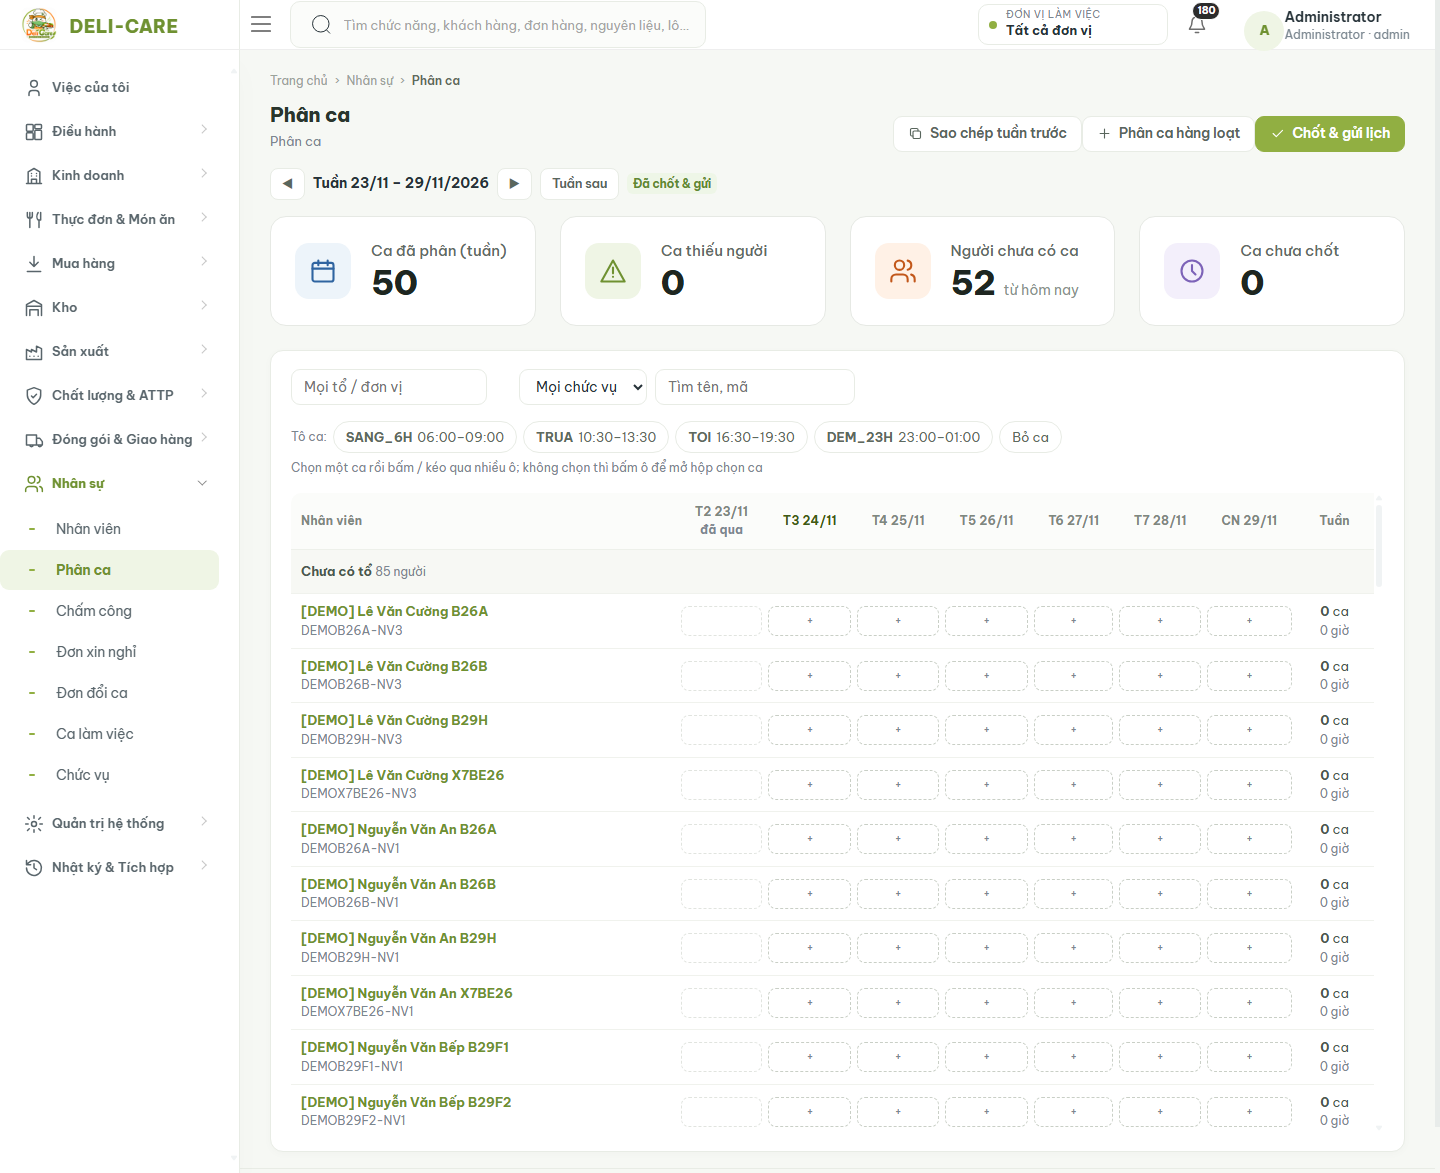 DELI-CARE
Tìm chức năng, khách hàng, đơn hàng, nguyên liệu, lô...
ĐƠN VỊ LÀM VIỆC
Tất cả đơn vị
180
A
Administrator
Administrator · admin
Việc của tôi
Điều hành
Kinh doanh
Thực đơn & Món ăn
Mua hàng
Kho
Sản xuất
Chất lượng & ATTP
Đóng gói & Giao hàng
Nhân sự
Nhân viên
Phân ca
Chấm công
Đơn xin nghỉ
Đơn đổi ca
Ca làm việc
Chức vụ
Quản trị hệ thống
Nhật ký & Tích hợp
Trang chủ › Nhân sự › Phân ca
Phân ca
Phân ca
Sao chép tuần trước
+ Phân ca hàng loạt
Chốt & gửi lịch
◀ Tuần 23/11 – 29/11/2026 ▶ Tuần sau Đã chốt & gửi
Ca đã phân (tuần)
50
Ca thiếu người
0
Người chưa có ca
52 từ hôm nay
Ca chưa chốt
0
Mọi tổ / đơn vị
Mọi chức vụ
Tìm tên, mã
Tô ca: SANG_6H 06:00–09:00 TRUA 10:30–13:30 TOI 16:30–19:30 DEM_23H 23:00–01:00 Bỏ ca
Chọn một ca rồi bấm / kéo qua nhiều ô; không chọn thì bấm ô để mở hộp chọn ca
Nhân viên T2 23/11 đã qua T3 24/11 T4 25/11 T5 26/11 T6 27/11 T7 28/11 CN 29/11 Tuần
Chưa có tổ 85 người
[DEMO] Lê Văn Cường B26A + + + + + + 0 ca
DEMOB26A-NV3 0 giờ
[DEMO] Lê Văn Cường B26B + + + + + + 0 ca
DEMOB26B-NV3 0 giờ
[DEMO] Lê Văn Cường B29H + + + + + + 0 ca
DEMOB29H-NV3 0 giờ
[DEMO] Lê Văn Cường X7BE26 + + + + + + 0 ca
DEMOX7BE26-NV3 0 giờ
[DEMO] Nguyễn Văn An B26A + + + + + + 0 ca
DEMOB26A-NV1 0 giờ
[DEMO] Nguyễn Văn An B26B + + + + + + 0 ca
DEMOB26B-NV1 0 giờ
[DEMO] Nguyễn Văn An B29H + + + + + + 0 ca
DEMOB29H-NV1 0 giờ
[DEMO] Nguyễn Văn An X7BE26 + + + + + + 0 ca
DEMOX7BE26-NV1 0 giờ
[DEMO] Nguyễn Văn Bếp B29F1 + + + + + + 0 ca
DEMOB29F1-NV1 0 giờ
[DEMO] Nguyễn Văn Bếp B29F2 + + + + + + 0 ca
DEMOB29F2-NV1 0 giờ